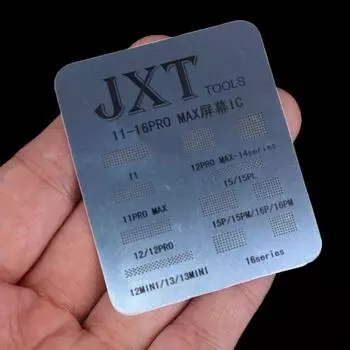 JXT TOOLS
11-16PRO MAX屏幕IC
11
12PRO MAX-14series
11PRO MAX
15/15PL
12/12PRO
15P/15PM/16P/16PM
12MINI/13/13MINI
16series